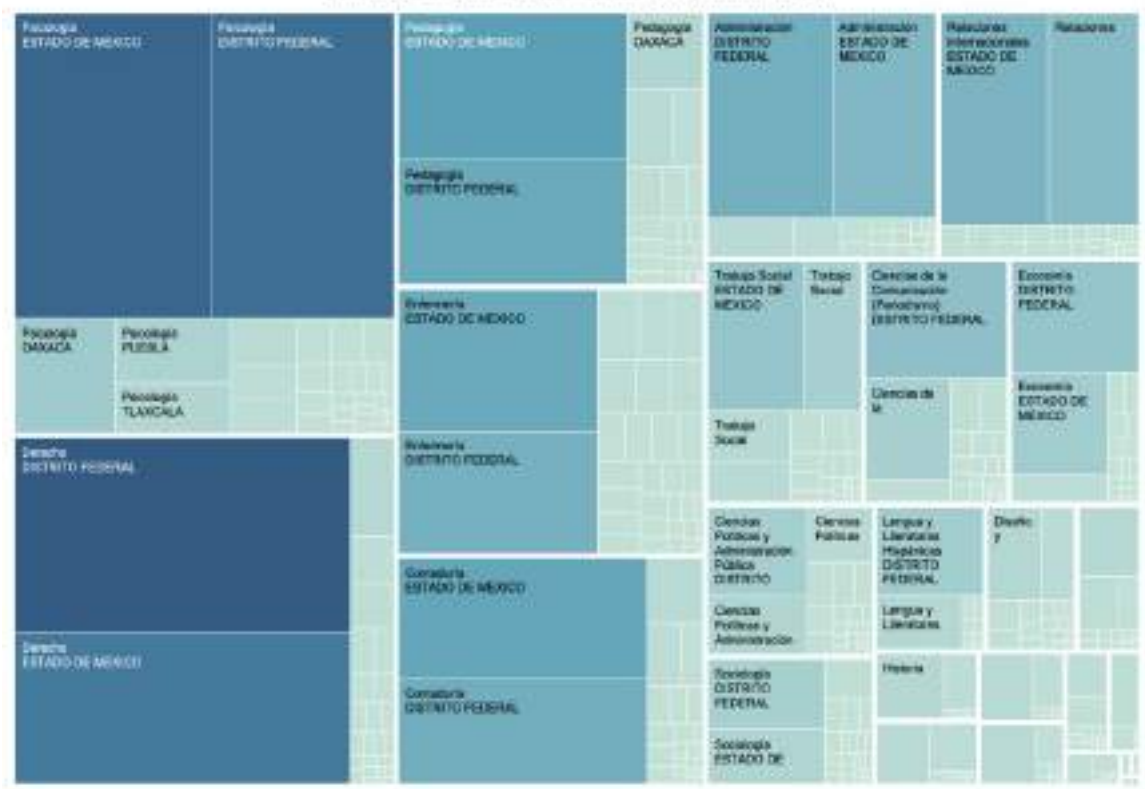 Psicología
ESTADO DE MEXICO
Psicología
DISTRITO FEDERAL
Psicología
OAXACA
Psicología
PUEBLA
Psicología
TLAXCALA
Derecho
DISTRITO FEDERAL
Derecho
ESTADO DE MEXICO
Pedagogía
ESTADO DE MEXICO
Pedagogía
OAXACA
Pedagogía
DISTRITO FEDERAL
Enfermería
ESTADO DE MEXICO
Enfermería
DISTRITO FEDERAL
Contaduría
ESTADO DE MEXICO
Contaduría
DISTRITO FEDERAL
Administración
DISTRITO
FEDERAL
Administración
ESTADO DE
MEXICO
Relaciones
Internacionales
ESTADO DE
MEXICO
Relaciones
Trabajo Social
ESTADO DE
MEXICO
Trabajo
Social
Trabajo
Social
Ciencias de la
Comunicación
(Periodismo)
DISTRITO FEDERAL
Ciencias de
la
Economía
DISTRITO
FEDERAL
Economía
ESTADO DE
MEXICO
Ciencias
Políticas y
Administración
Pública
DISTRITO
Ciencias
Políticas
Ciencias
Políticas y
Administración
Lengua y
Literaturas
Hispánicas
DISTRITO
FEDERAL
Lengua y
Literaturas
Diseño
y
Sociología
DISTRITO
FEDERAL
Sociología
ESTADO DE
Historia